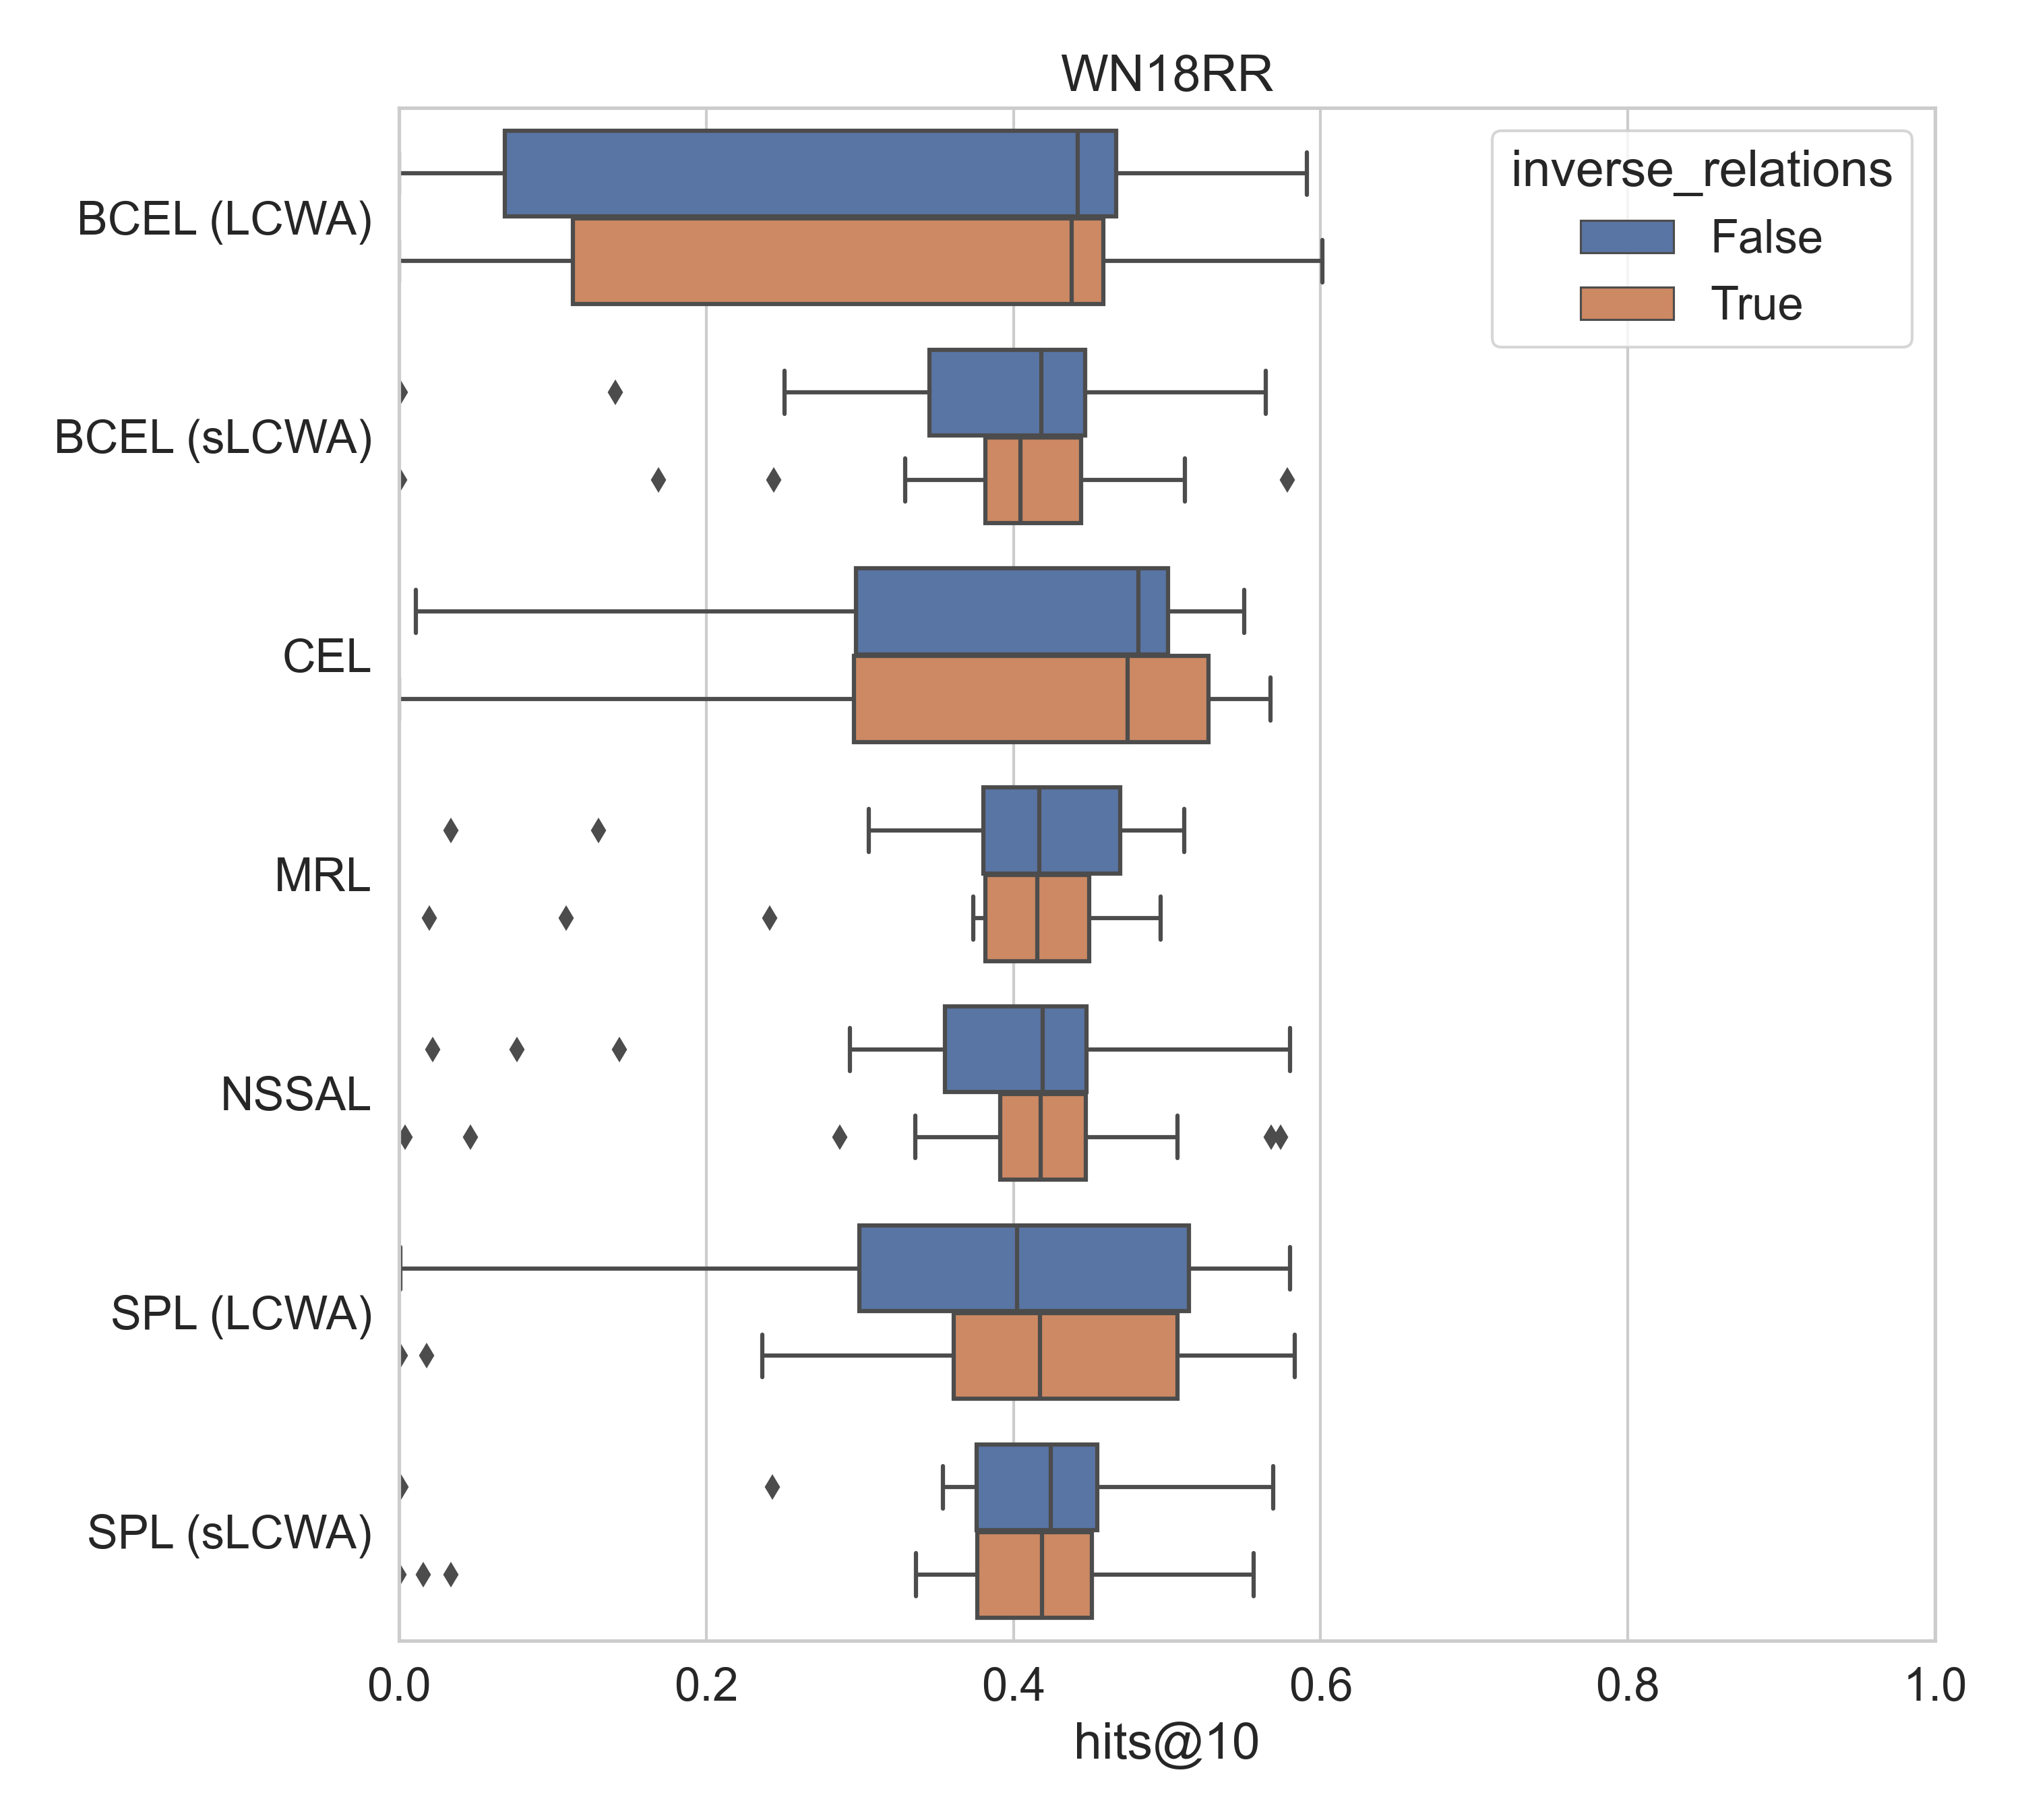 WN18RR
inverse_relations
False
True
BCEL (LCWA)
BCEL (sLCWA)
CEL
MRL
NSSAL
SPL (LCWA)
SPL (sLCWA)
0.0 0.2 0.4 0.6 0.8 1.0
hits@10